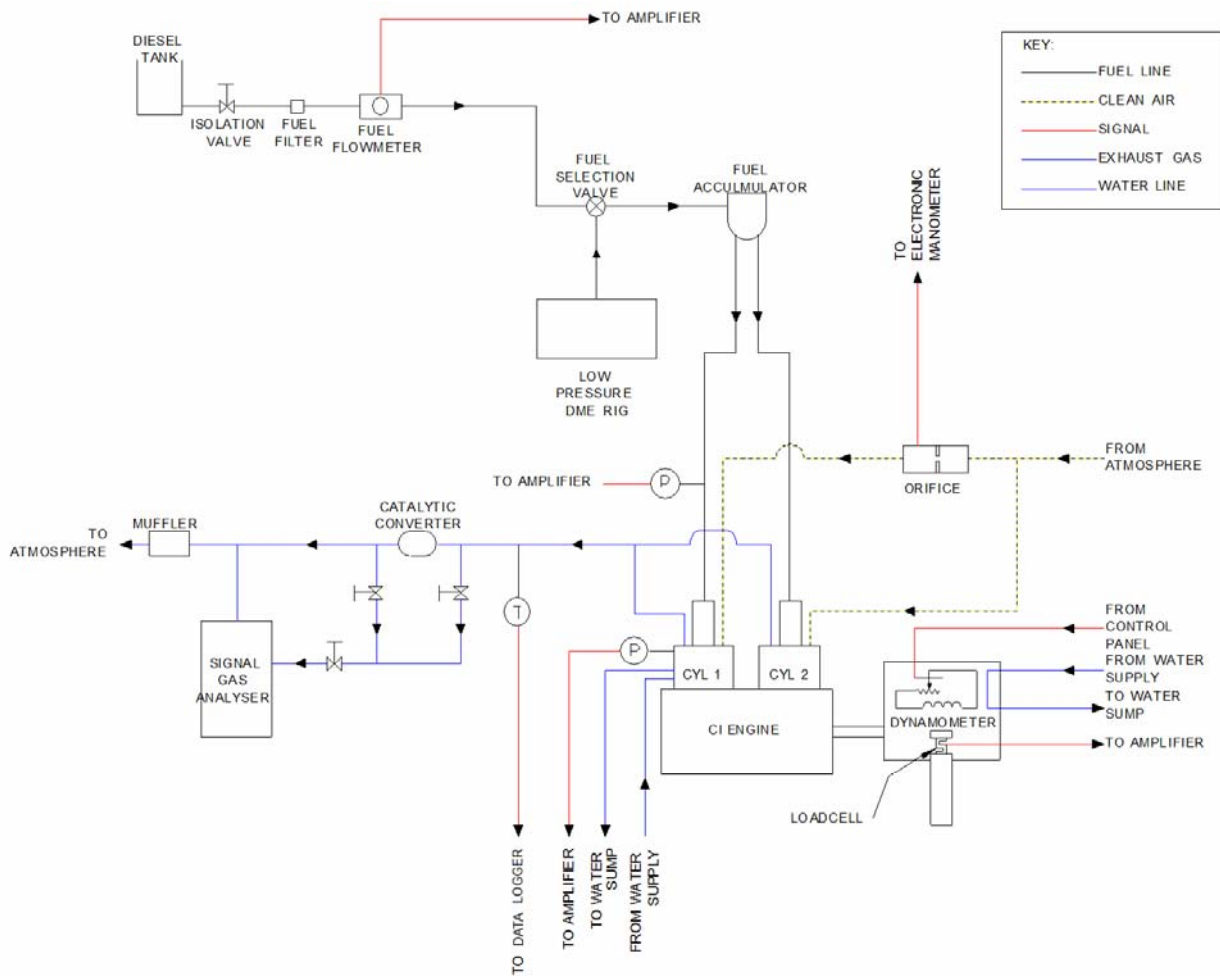 TO AMPLIFIER
DIESEL
TANK
ISOLATION
VALVE
FUEL
FILTER
FUEL
FLOWMETER
KEY:
FUEL LINE
CLEAN AIR
SIGNAL
EXHAUST GAS
WATER LINE
FUEL
SELECTION
VALVE
FUEL
ACCULMULATOR
TO
ELECTRONIC
MANOMETER
LOW
PRESSURE
DME RIG
FROM
ATMOSPHERE
ORIFICE
TO AMPLIFIER
P
CATALYTIC
CONVERTER
MUFFLER
TO
ATMOSPHERE
T
P
SIGNAL
GAS
ANALYSER
CYL 1
CYL 2
CI ENGINE
FROM
CONTROL
PANEL
FROM WATER
SUPPLY
TO WATER
SUMP
DYNAMOMETER
TO AMPLIFIER
LOADCELL
TO DATA LOGGER
TO AMPLIFIER
TO WATER
SUMP
FROM WATER
SUPPLY